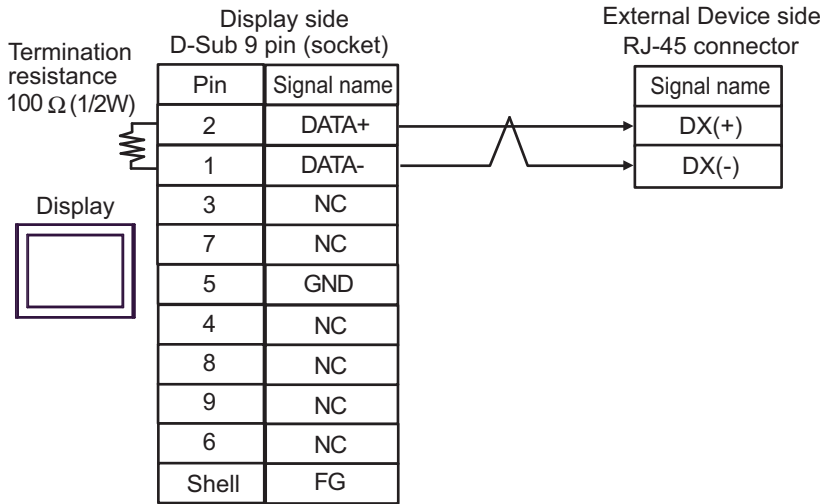 Display side
D-Sub 9 pin (socket)
External Device side
RJ-45 connector
Termination
resistance
100 Ω (1/2W)
Display
Pin Signal name
2 DATA+
1 DATA-
3 NC
7 NC
5 GND
4 NC
8 NC
9 NC
6 NC
Shell FG
Signal name
DX(+)
DX(-)